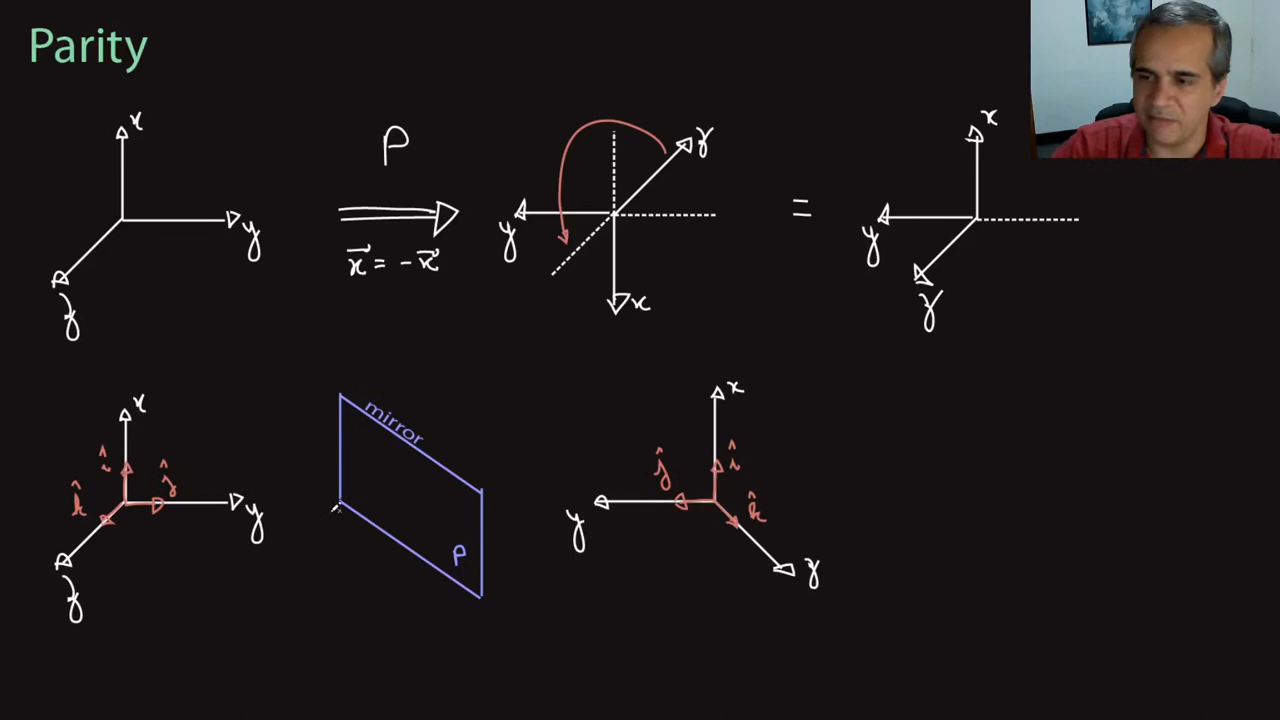 Parity
x
y
z
P
x⃗ = -x⃗
z
y
x
=
x
y
z
x
î
ĵ
k̂
y
z
mirror
P
x
î
ĵ
k̂
y
z